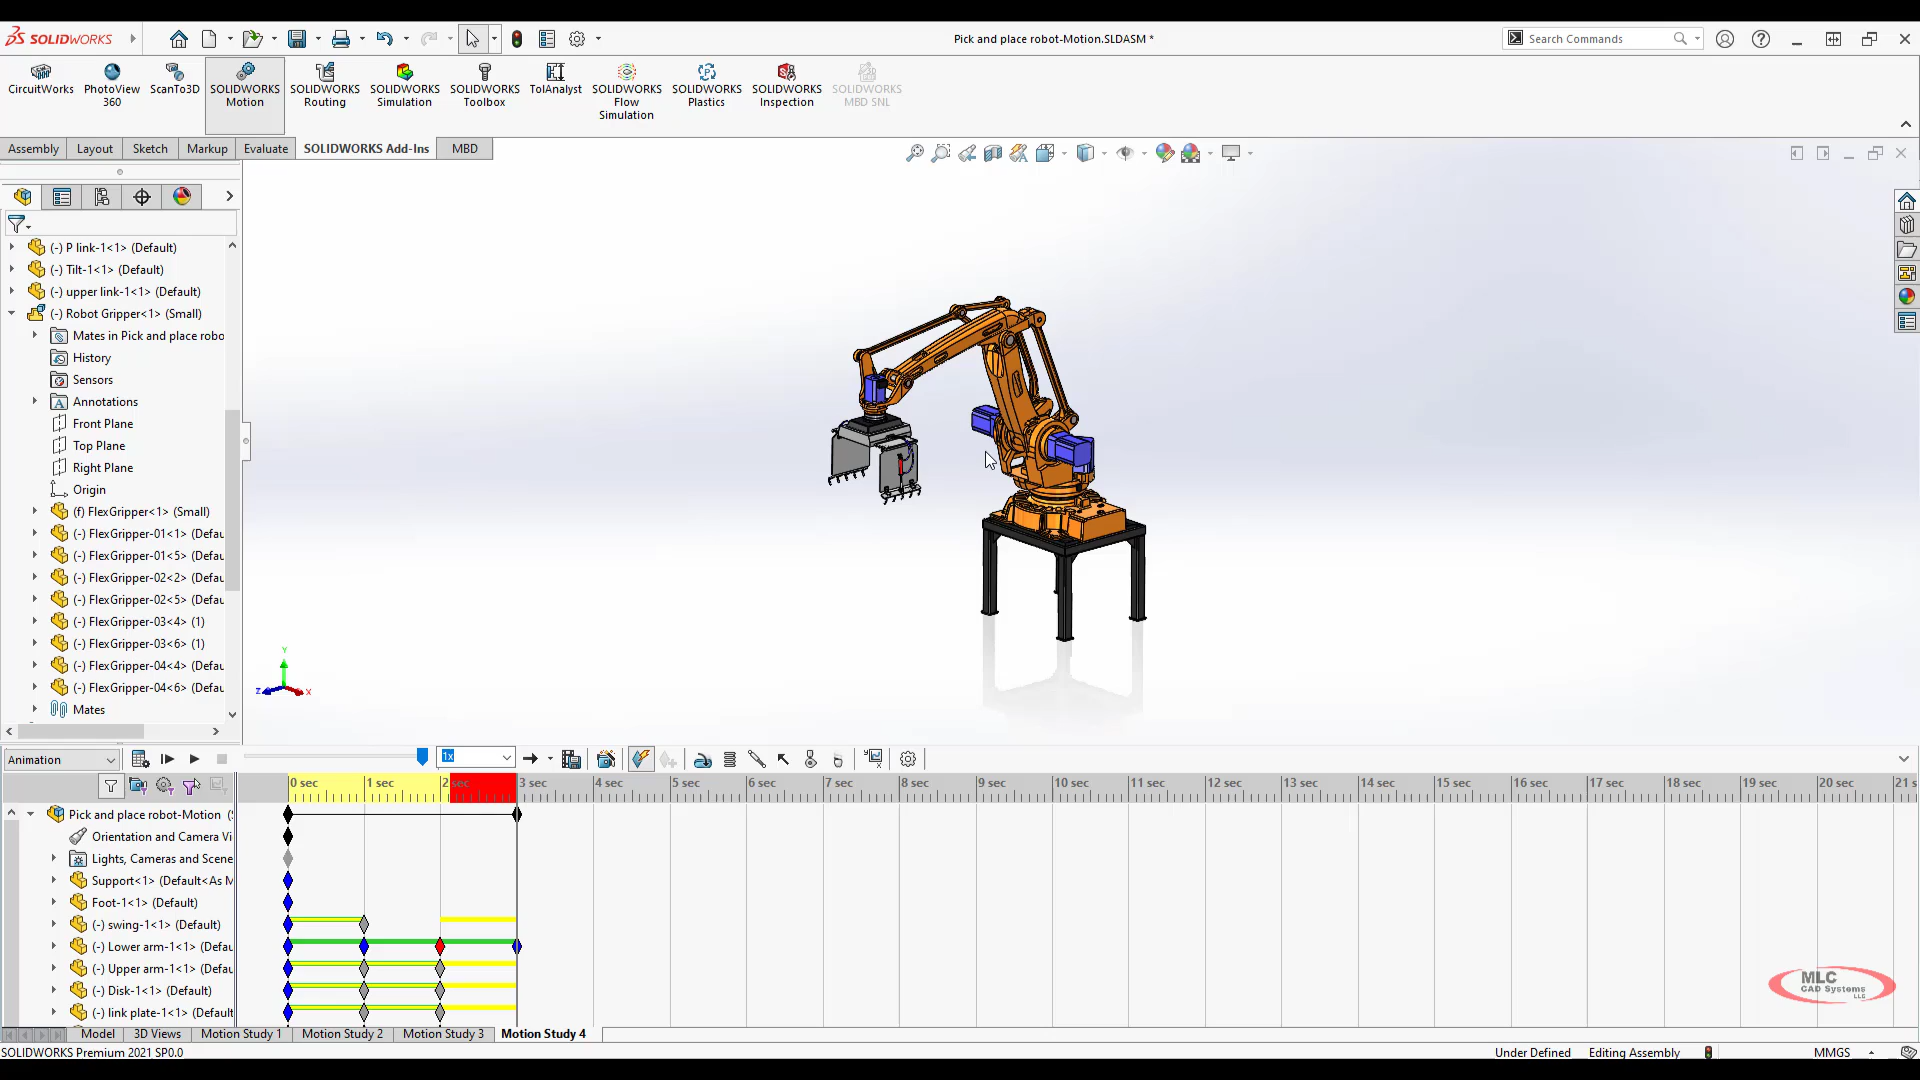 SOLIDWORKS
Pick and place robot-Motion.SLDASM *
Search Commands
CircuitWorks
PhotoView 360
ScanTo3D
SOLIDWORKS Motion
SOLIDWORKS Routing
SOLIDWORKS Simulation
SOLIDWORKS Toolbox
TolAnalyst
SOLIDWORKS Flow Simulation
SOLIDWORKS Plastics
SOLIDWORKS Inspection
SOLIDWORKS MBD SNL
Assembly
Layout
Sketch
Markup
Evaluate
SOLIDWORKS Add-Ins
MBD
(-) P link-1<1> (Default)
(-) Tilt-1<1> (Default)
(-) upper link-1<1> (Default)
(-) Robot Gripper<1> (Small)
Mates in Pick and place robo
History
Sensors
Annotations
Front Plane
Top Plane
Right Plane
Origin
(f) FlexGripper<1> (Small)
(-) FlexGripper-01<1> (Defau
(-) FlexGripper-01<5> (Defau
(-) FlexGripper-02<2> (Defau
(-) FlexGripper-02<5> (Defau
(-) FlexGripper-03<4> (1)
(-) FlexGripper-03<6> (1)
(-) FlexGripper-04<4> (Defau
(-) FlexGripper-04<6> (Defau
Mates
Y
Z
X
Animation
1x
0 sec
1 sec
2 sec
3 sec
4 sec
5 sec
6 sec
7 sec
8 sec
9 sec
10 sec
11 sec
12 sec
13 sec
14 sec
15 sec
16 sec
17 sec
18 sec
19 sec
20 sec
21 s
Pick and place robot-Motion (
Orientation and Camera Vi
Lights, Cameras and Scene
Support<1> (Default<As M
Foot-1<1> (Default)
(-) swing-1<1> (Default)
(-) Lower arm-1<1> (Defau
(-) Upper arm-1<1> (Defau
(-) Disk-1<1> (Default)
(-) link plate-1<1> (Default
MLC
CAD Systems
LLC
Model
3D Views
Motion Study 1
Motion Study 2
Motion Study 3
Motion Study 4
SOLIDWORKS Premium 2021 SP0.0
Under Defined
Editing Assembly
MMGS